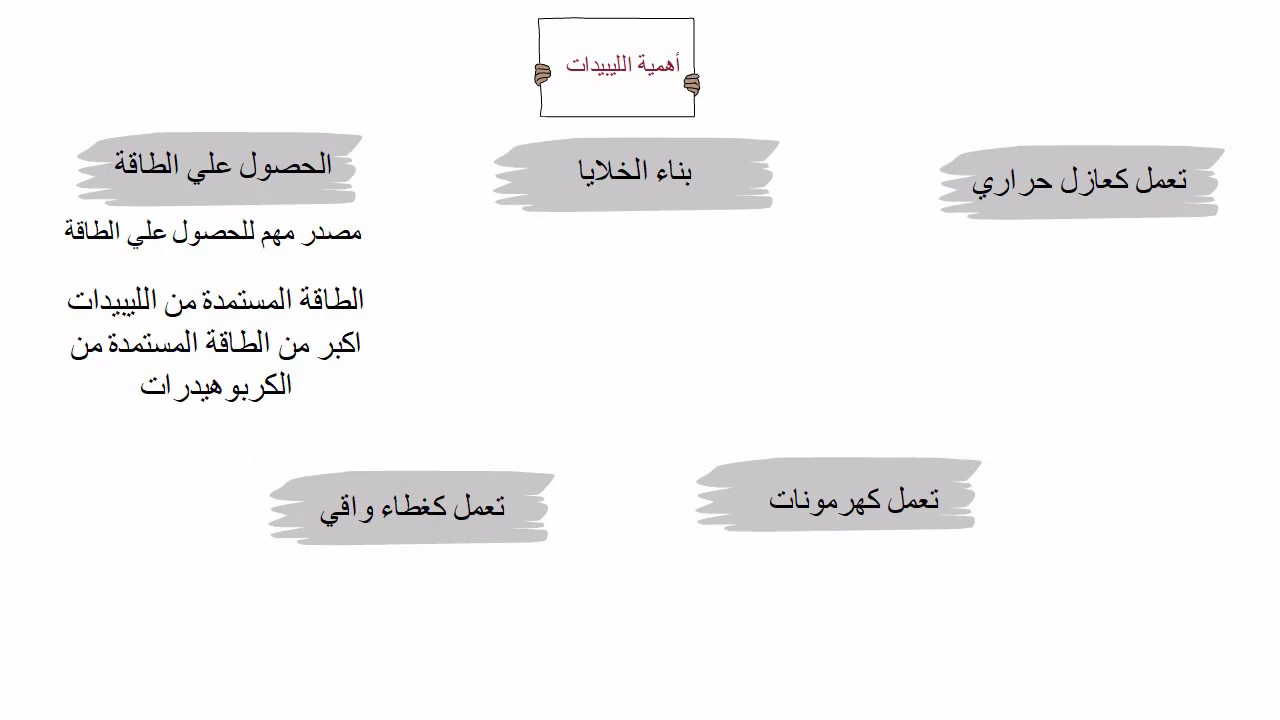 أهمية الليبيدات
تعمل كعازل حراري
بناء الخلايا
الحصول علي الطاقة
مصدر مهم للحصول علي الطاقة
الطاقة المستمدة من الليبيدات
اكبر من الطاقة المستمدة من
الكربوهيدرات
تعمل كهرمونات
تعمل كغطاء واقي